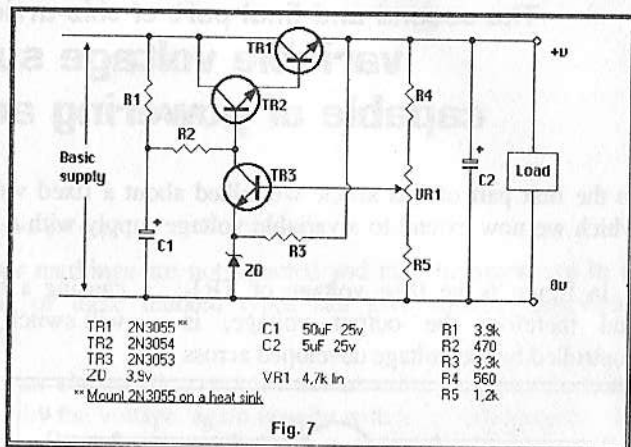 TR1
+v
R1
TR2
R4
R2
Basic
supply
TR3
VR1
C2
Load
C1
R3
ZD
R5
0v
TR1 2N3055** C1 50uF 25v R1 3,9k
TR2 2N3054 C2 5uF 25v R2 470
TR3 2N3053 R3 3,3k
ZD 3,9v VR1 4,7k lin R4 560
** Mount 2N3055 on a heat sink R5 1,2k
Fig. 7